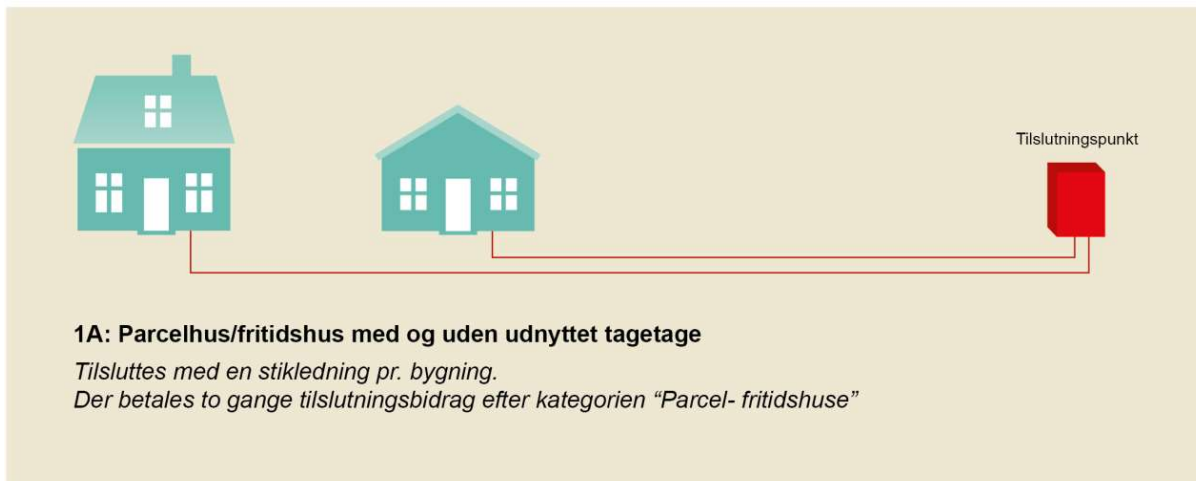 Tilslutningspunkt
1A: Parcelhus/fritidshus med og uden udnyttet tagetage
Tilsluttes med en stikledning pr. bygning.
Der betales to gange tilslutningsbidrag efter kategorien “Parcel- fritidshuse”